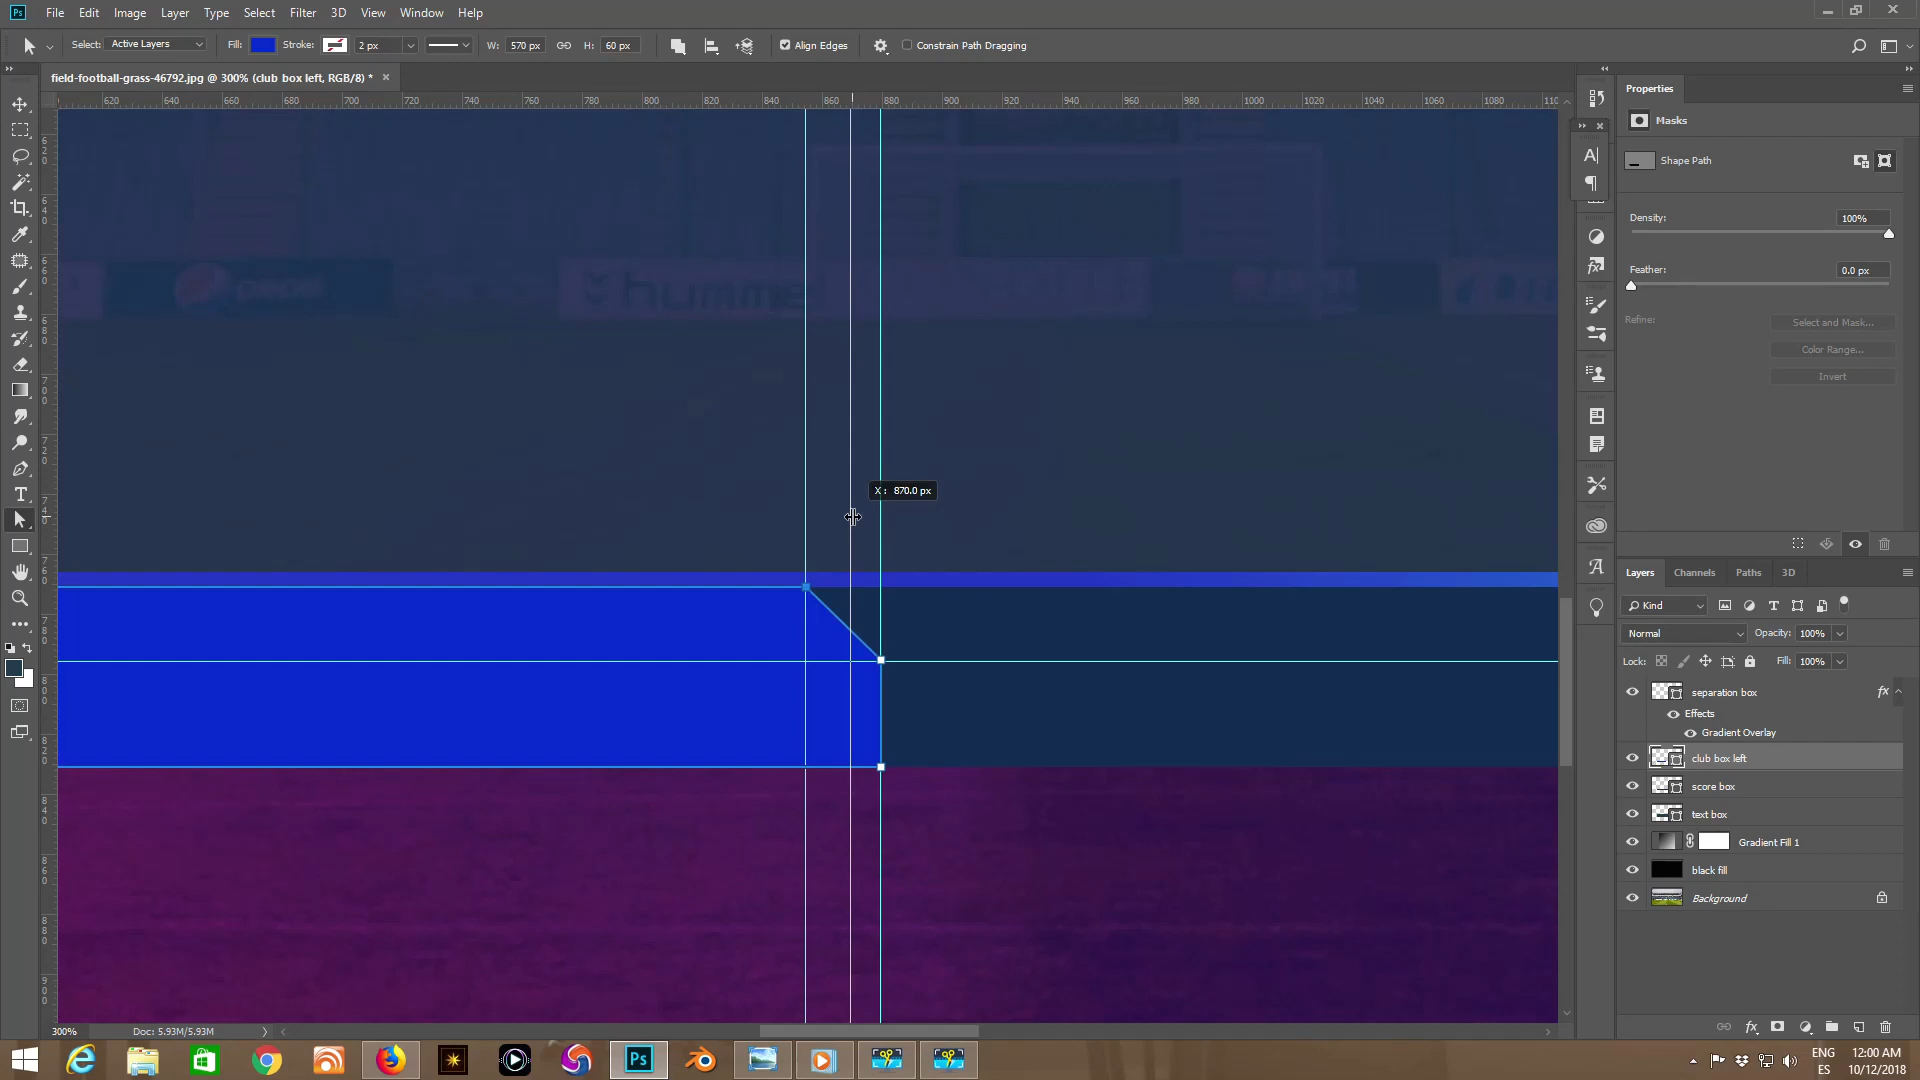 Ps File Edit Image Layer Type Select Filter 3D View Window Help
Select: Active Layers Fill: Stroke: 2 px W: 570 px H: 60 px Align Edges Constrain Path Dragging
field-football-grass-46792.jpg @ 300% (club box left, RGB/8) * ×
620 640 660 680 700 720 740 760 780 800 820 840 860 880 900 920 940 960 980 1000 1020 1040 1060 1080 110
Properties
Masks
Shape Path
Density: 100%
Feather: 0.0 px
Refine: Select and Mask...
Color Range...
Invert
pepsi
humme
X: 870.0 px
Layers Channels Paths 3D
Kind
Normal Opacity: 100%
Lock: Fill: 100%
separation box fx
Effects
Gradient Overlay
club box left
score box
text box
Gradient Fill 1
black fill
Background
300% Doc: 5.93M/5.93M
Ps
ENG 12:00 AM
ES 10/12/2018